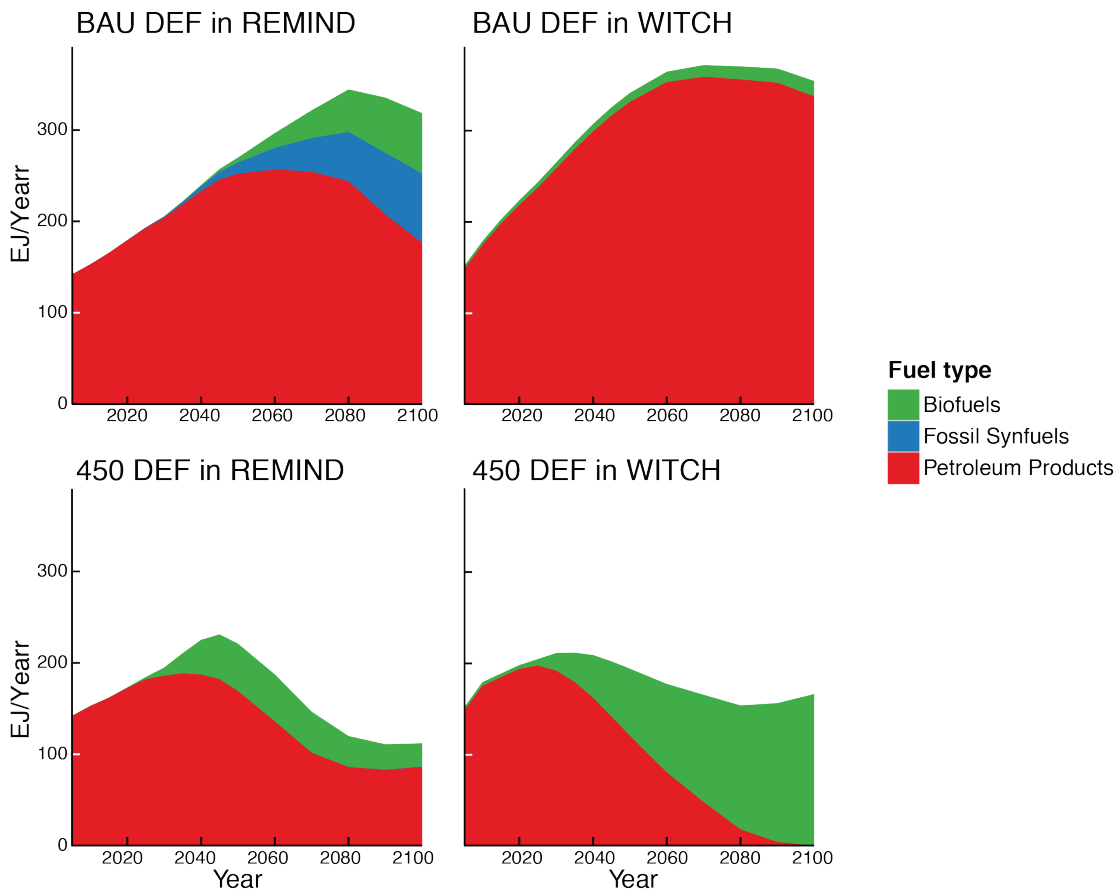 BAU DEF in REMIND
BAU DEF in WITCH
EJ/Yearr
300
200
100
0
2020 2040 2060 2080 2100
2020 2040 2060 2080 2100
Fuel type
Biofuels
Fossil Synfuels
Petroleum Products
450 DEF in REMIND
450 DEF in WITCH
EJ/Yearr
300
200
100
0
2020 2040 2060 2080 2100
2020 2040 2060 2080 2100
Year
Year